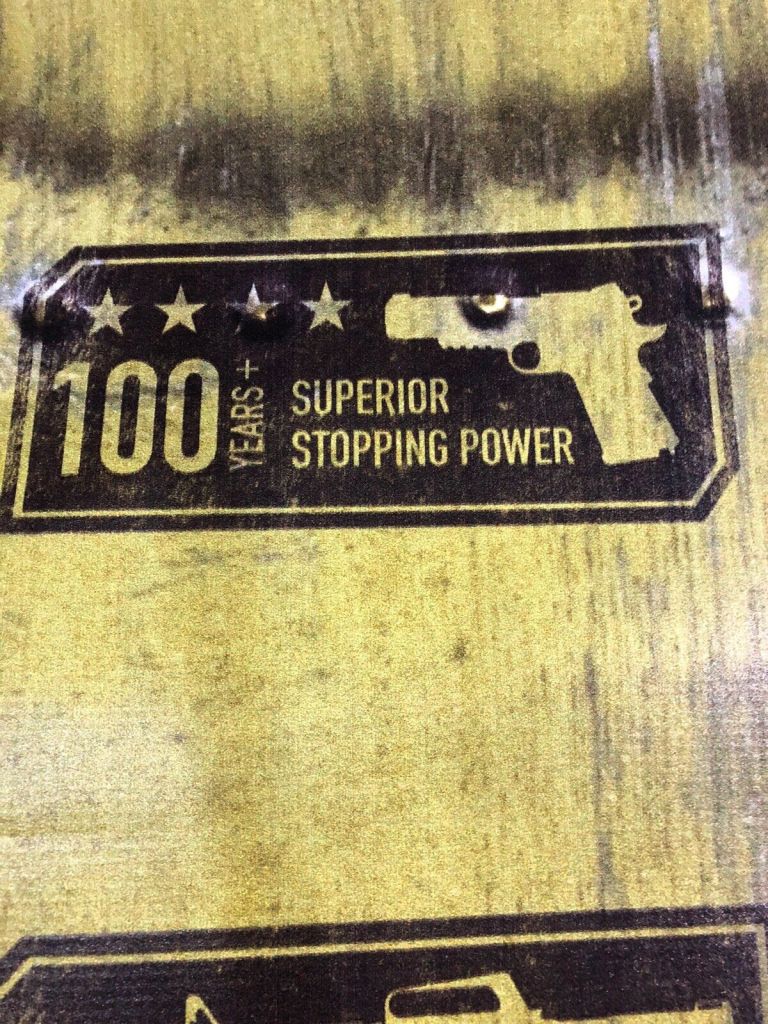 100
YEARS+
SUPERIOR
STOPPING POWER